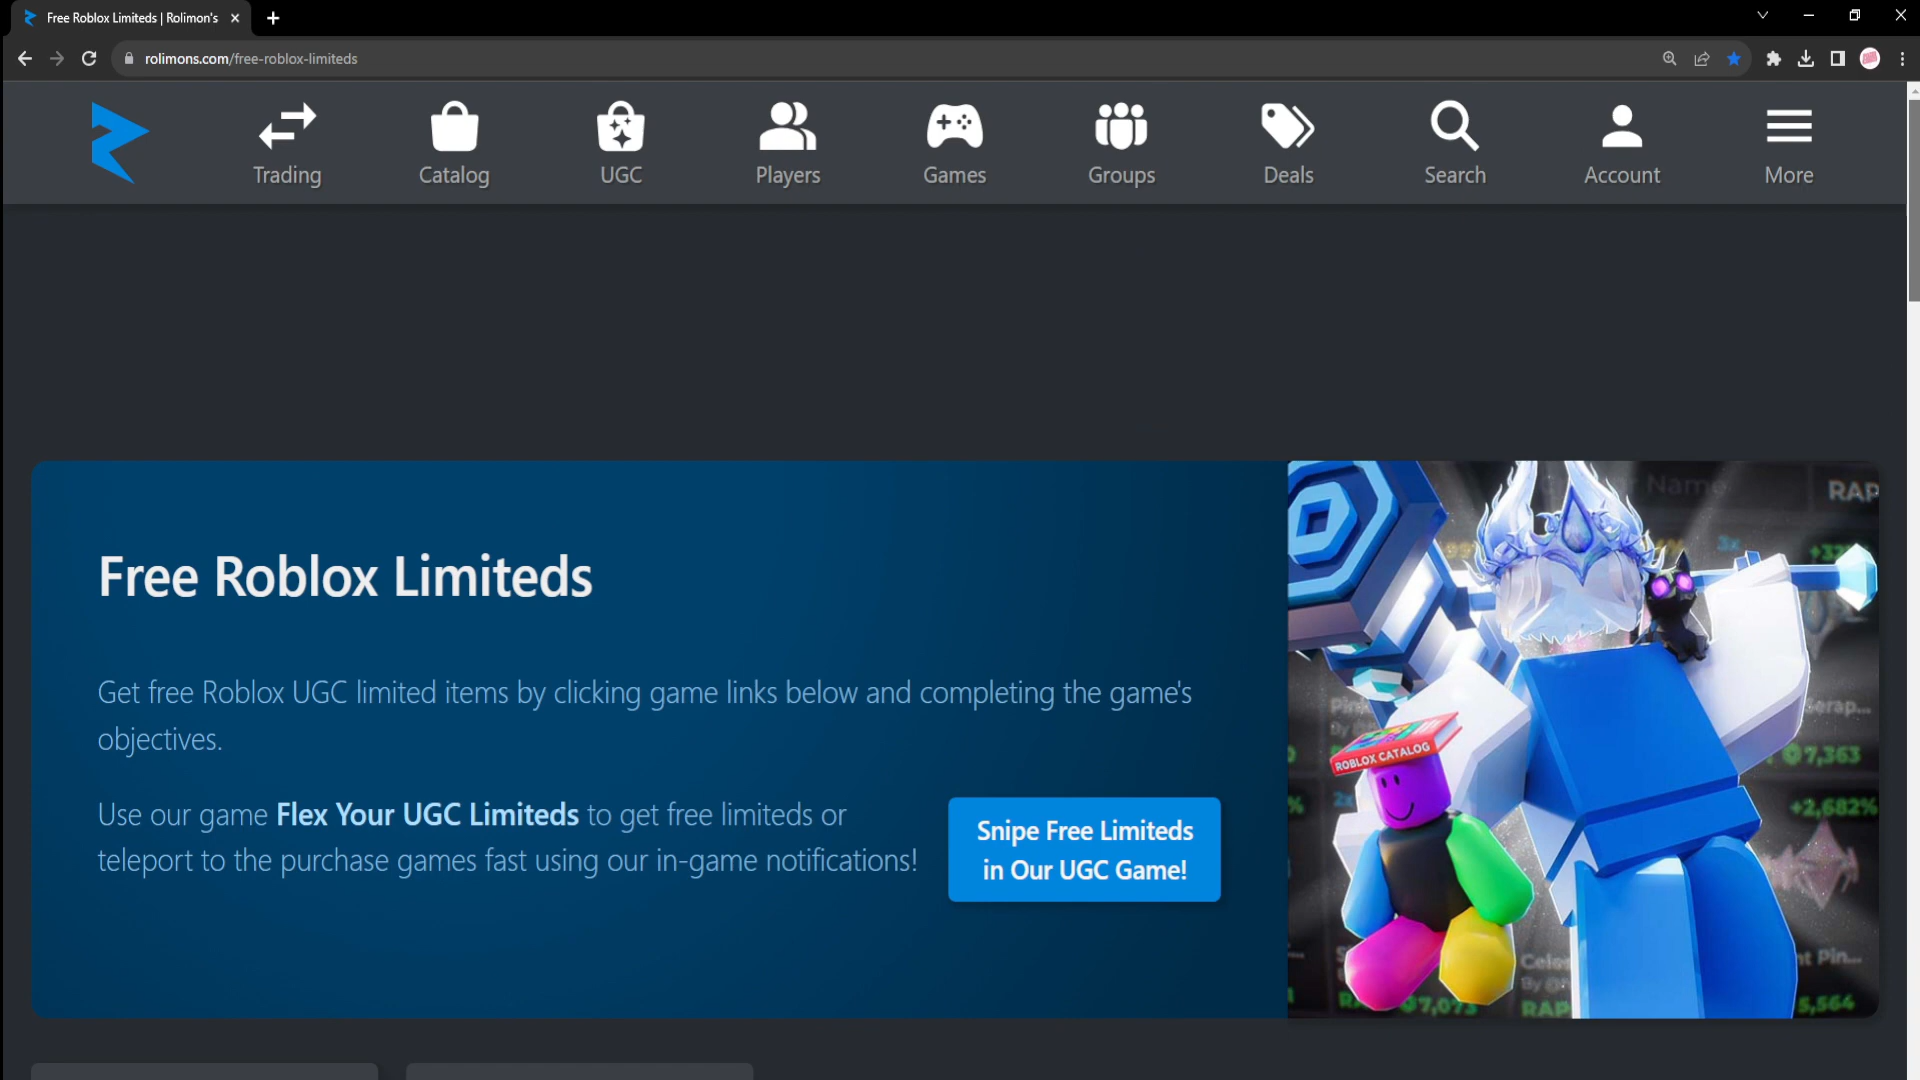 Free Roblox Limiteds | Rolimon's
rolimons.com/free-roblox-limiteds
Trading
Catalog
UGC
Players
Games
Groups
Deals
Search
Account
More
Free Roblox Limiteds
Get free Roblox UGC limited items by clicking game links below and completing the game's
objectives.
Use our game Flex Your UGC Limiteds to get free limiteds or
teleport to the purchase games fast using our in-game notifications!
Snipe Free Limiteds
in Our UGC Game!
Name
RAP
ROBLOX CATALOG
7,363
+2,682%
7,073
RAP
5,564